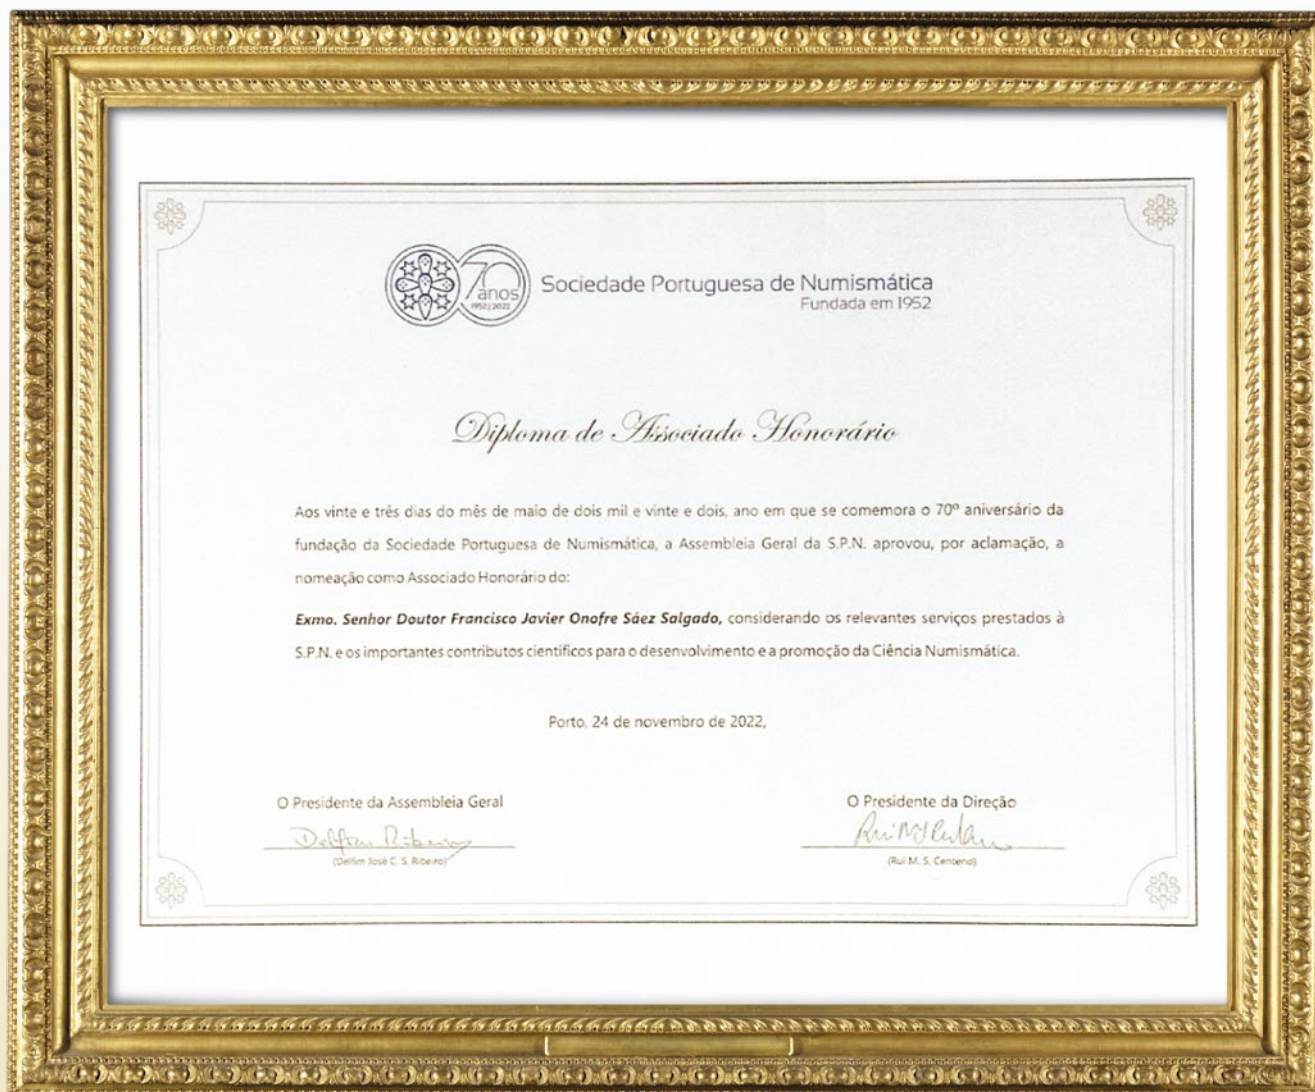 70
anos
1952 | 2022
Sociedade Portuguesa de Numismática
Fundada em 1952
Diploma de Associado Honorário
Aos vinte e três dias do mês de maio de dois mil e vinte e dois, ano em que se comemora o 70º aniversário da
fundação da Sociedade Portuguesa de Numismática, a Assembleia Geral da S.P.N. aprovou, por aclamação, a
nomeação como Associado Honorário do:
Exmo. Senhor Doutor Francisco Javier Onofre Sáez Salgado, considerando os relevantes serviços prestados à
S.P.N. e os importantes contributos científicos para o desenvolvimento e a promoção da Ciência Numismática.
Porto, 24 de novembro de 2022,
O Presidente da Assembleia Geral
Delfim Ribeiro
(Delfim José C. S. Ribeiro)
O Presidente da Direção
(Rui M. S. Centeno)